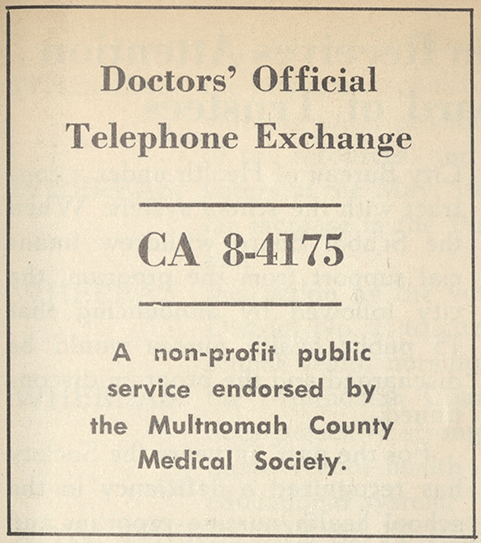 Doctors’ Official
Telephone Exchange
CA 8-4175
A non-profit public
service endorsed by
the Multnomah County
Medical Society.